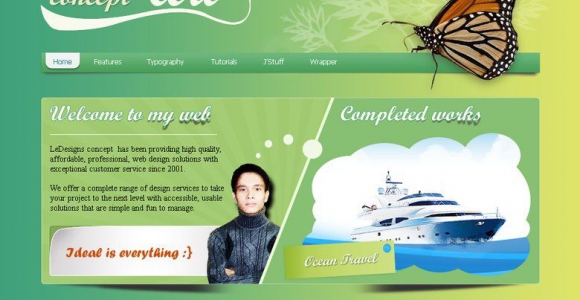 concept
Home Features Typography Tutorials J'Stuff Wrapper
Welcome to my web
LeDesigns concept has been providing high quality,
affordable, professional, web design solutions with
exceptional customer service since 2001.
We offer a complete range of design services to take
your project to the next level with accessible, usable
solutions that are simple and fun to manage.
Ideal is everything :}
Completed works
Ocean Travel